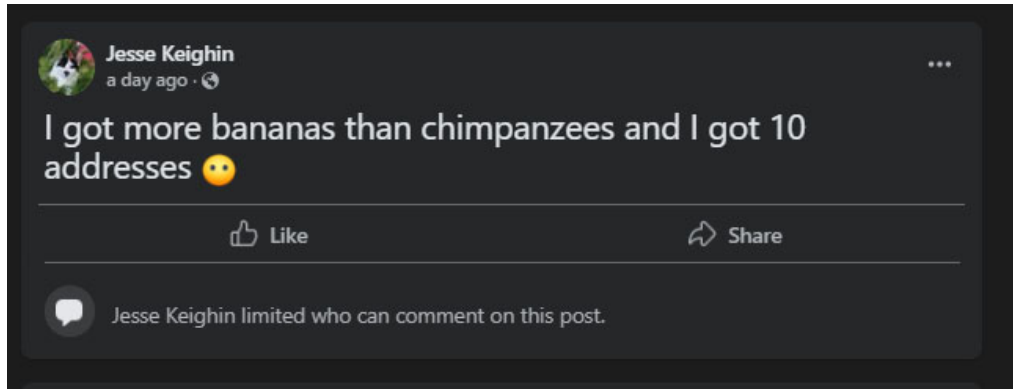 Jesse Keighin
a day ago ·
I got more bananas than chimpanzees and I got 10
addresses 😶
Like
Share
Jesse Keighin limited who can comment on this post.